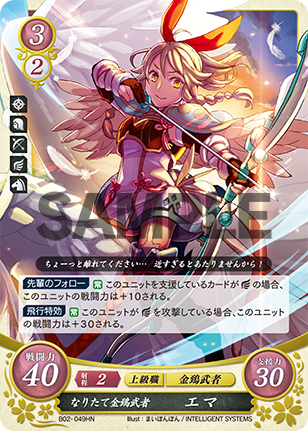 3
2
SAMPLE
ちょーっと離れてください… 近すぎるとあたりませんから！
先輩のフォロー 常 このユニットを支援しているカードが の場合、
このユニットの戦闘力は+10される。
飛行特効 常 このユニットが を攻撃している場合、このユニット
の戦闘力は+30される。
戦闘力
40
射程 2 上級職 金鵄武者
支援力
30
なりたて金鵄武者 エマ
B02-049HN Illust：まいぽんぽん / INTELLIGENT SYSTEMS